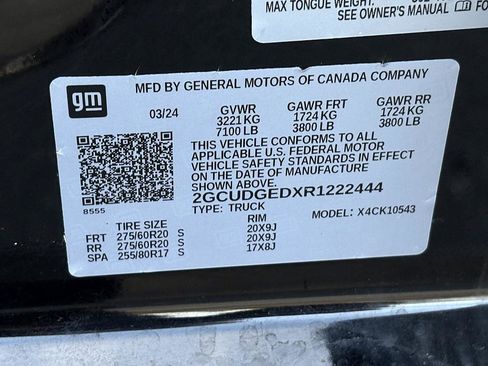 MAX TONGUE WEIGHT:
SEE OWNER'S MANUAL FOR
gm
MFD BY GENERAL MOTORS OF CANADA COMPANY
03/24 GVWR GAWR FRT GAWR RR
3221 KG 1724 KG 1724 KG
7100 LB 3800 LB 3800 LB
THIS VEHICLE CONFORMS TO ALL
APPLICABLE U.S. FEDERAL MOTOR
VEHICLE SAFETY STANDARDS IN EFFECT
ON THE DATE OF MANUFACTURE
SHOWN ABOVE.
8555
2GCUDGEDXR1222444
TYPE: TRUCK MODEL: X4CK10543
TIRE SIZE RIM
FRT 275/60R20 S 20X9J
RR 275/60R20 S 20X9J
SPA 255/80R17 S 17X8J